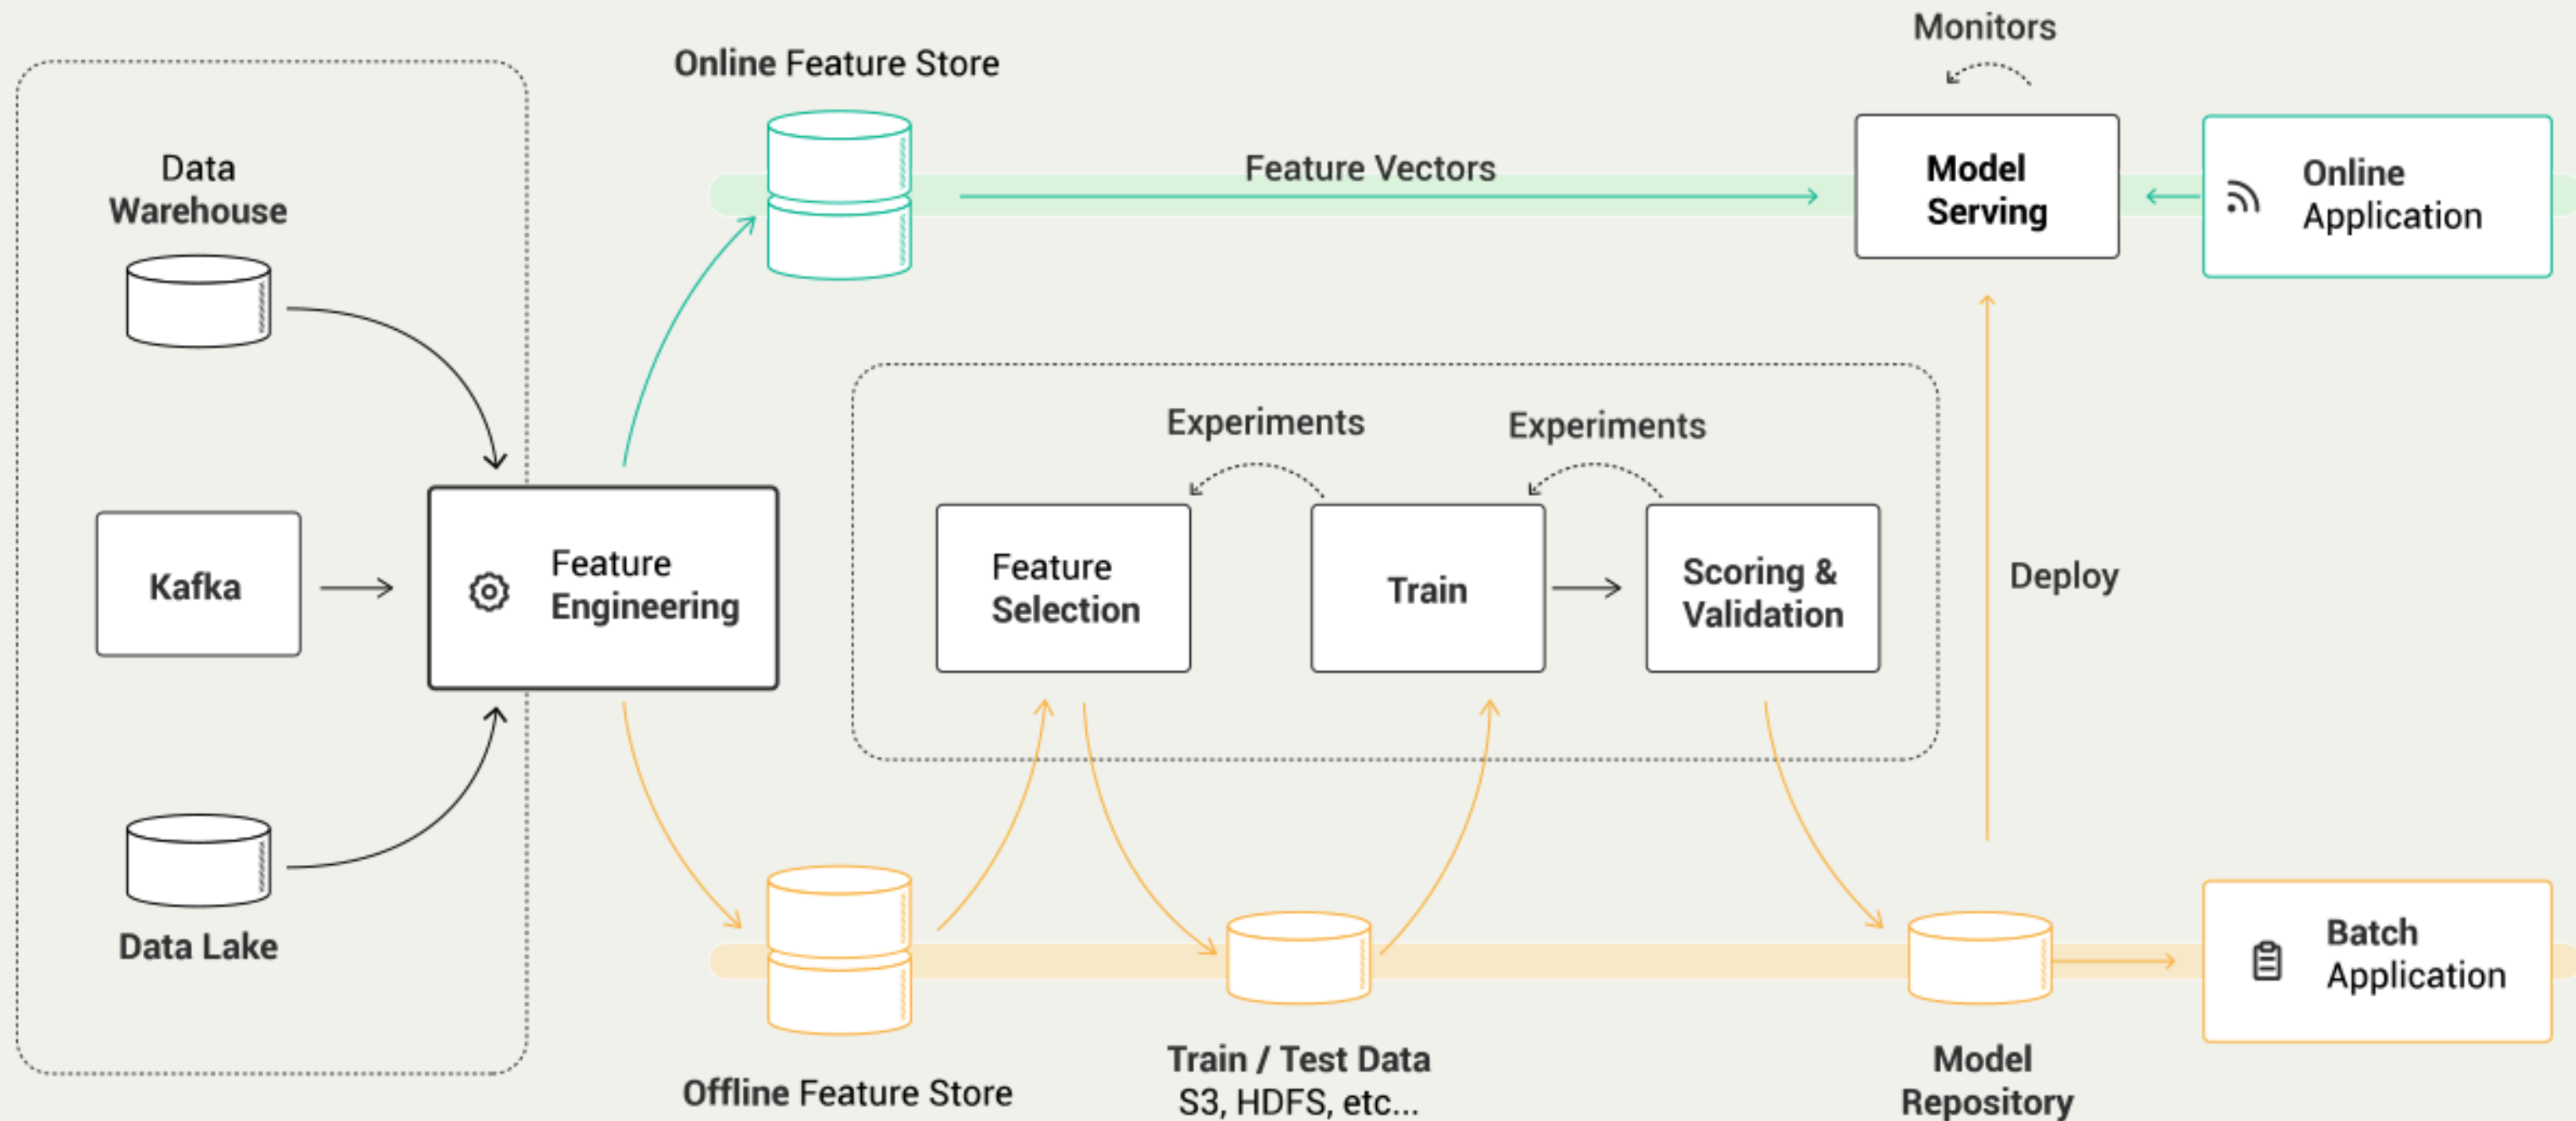 Monitors
Online Feature Store
Data
Warehouse
Feature Vectors
Model
Serving
Online
Application
Experiments
Experiments
Kafka
Feature
Engineering
Feature
Selection
Train
Scoring &
Validation
Deploy
Data Lake
Batch
Application
Offline Feature Store
Train / Test Data
S3, HDFS, etc...
Model
Repository